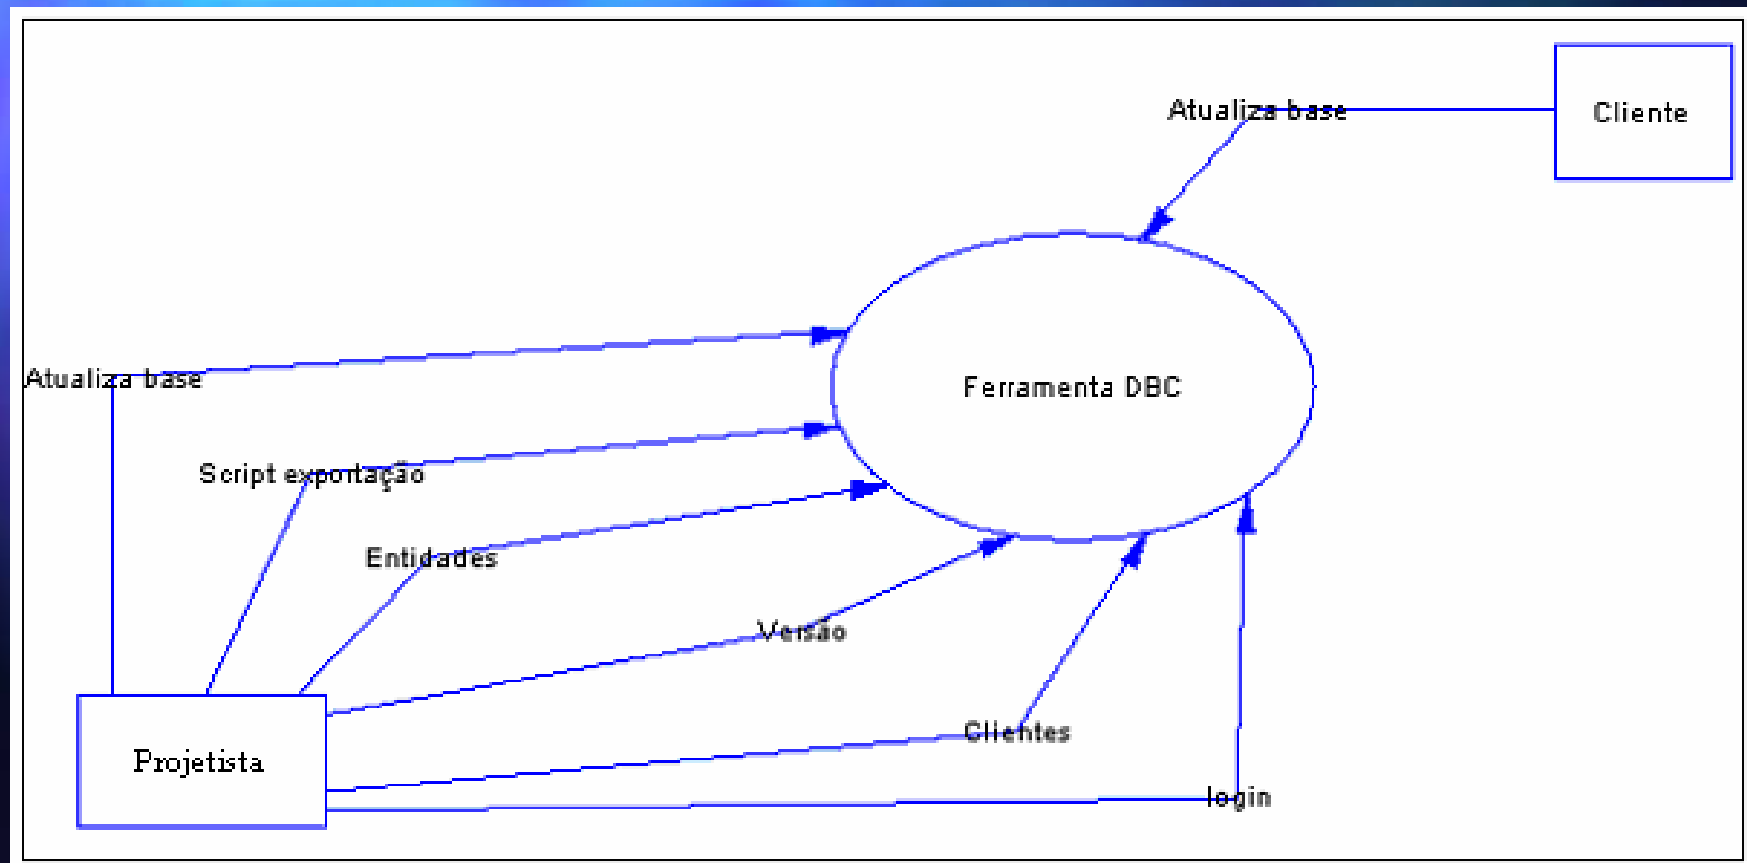 Atualiza base
Cliente
Atualiza base
Ferramenta DBC
Script exportação
Entidades
Versão
Clientes
Projetista
login